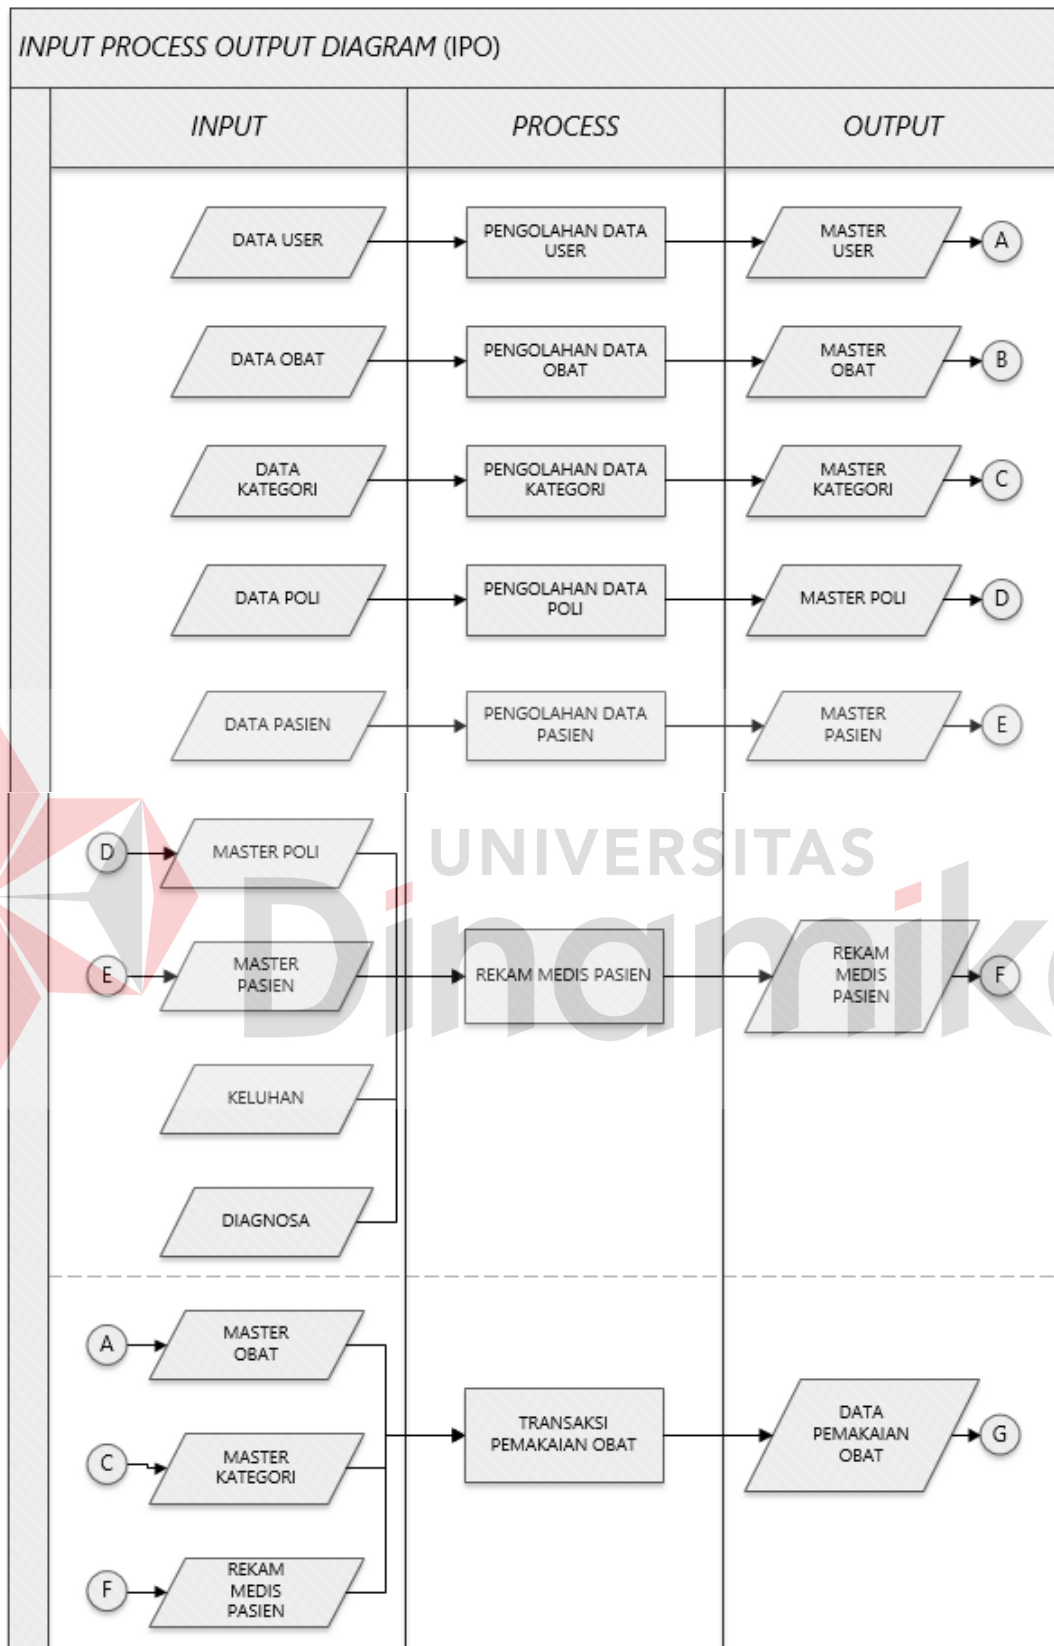 INPUT PROCESS OUTPUT DIAGRAM (IPO)
INPUT
PROCESS
OUTPUT
DATA USER
PENGOLAHAN DATA
USER
MASTER
USER
A
DATA OBAT
PENGOLAHAN DATA
OBAT
MASTER
OBAT
B
DATA
KATEGORI
PENGOLAHAN DATA
KATEGORI
MASTER
KATEGORI
C
DATA POLI
PENGOLAHAN DATA
POLI
MASTER POLI
D
DATA PASIEN
PENGOLAHAN DATA
PASIEN
MASTER
PASIEN
E
UNIVERSITAS
Dinamika
D
MASTER POLI
E
MASTER
PASIEN
REKAM MEDIS PASIEN
REKAM
MEDIS
PASIEN
F
KELUHAN
DIAGNOSA
A
MASTER
OBAT
TRANSAKSI
PEMAKAIAN OBAT
DATA
PEMAKAIAN
OBAT
G
C
MASTER
KATEGORI
F
REKAM
MEDIS
PASIEN